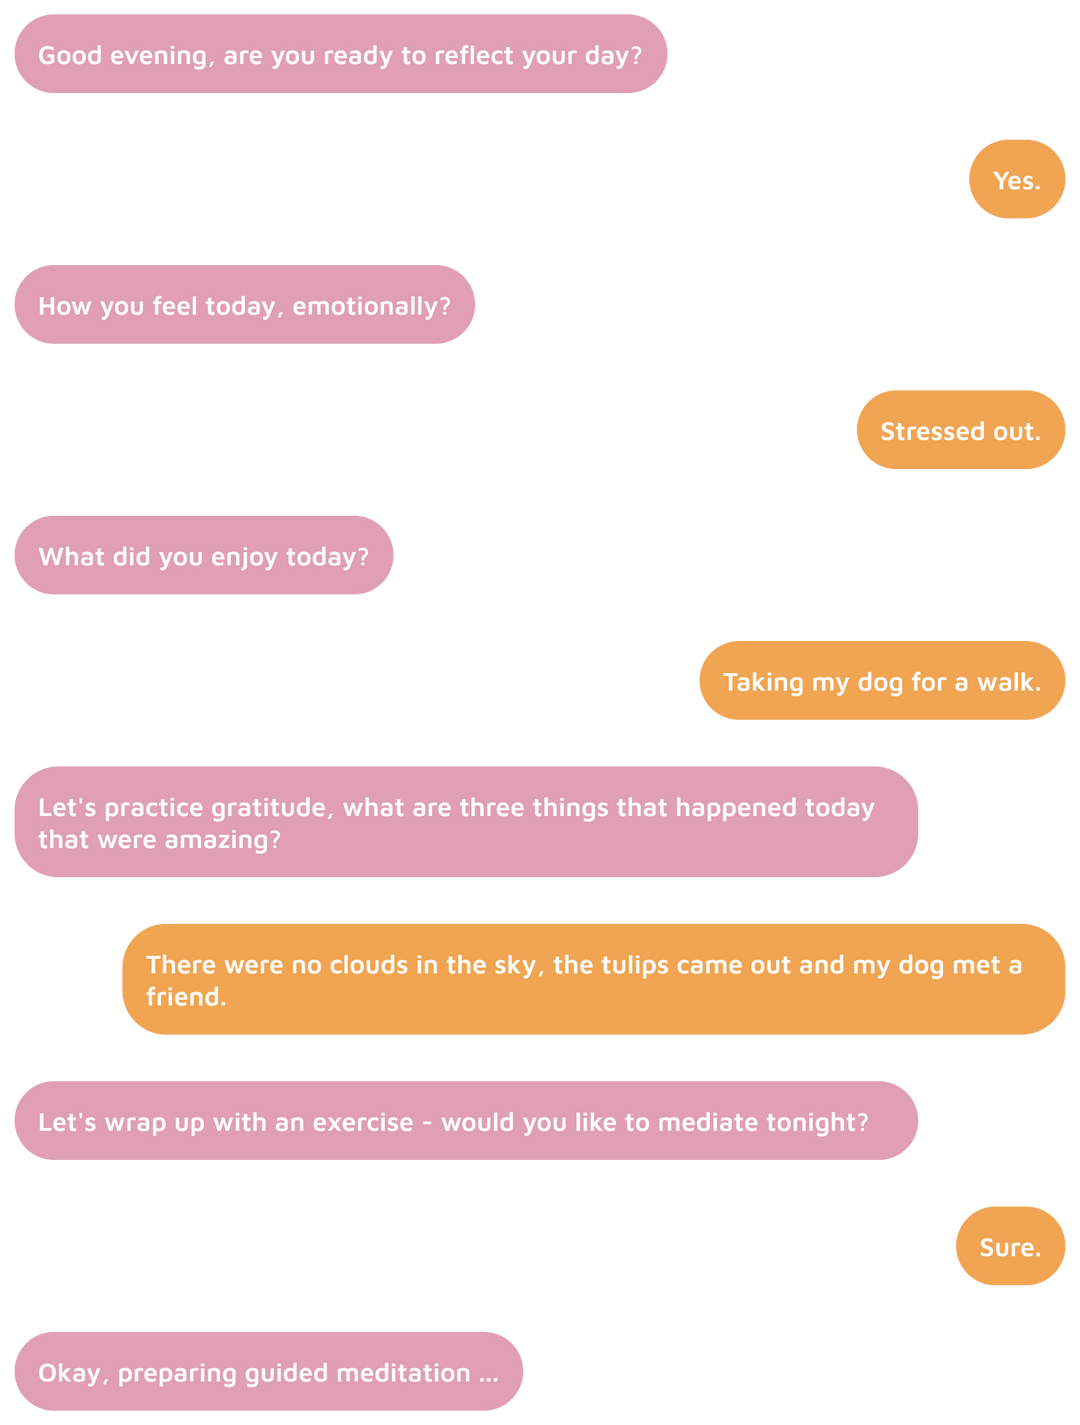 Good evening, are you ready to reflect your day?
Yes.
How you feel today, emotionally?
Stressed out.
What did you enjoy today?
Taking my dog for a walk.
Let's practice gratitude, what are three things that happened today
that were amazing?
There were no clouds in the sky, the tulips came out and my dog met a
friend.
Let's wrap up with an exercise - would you like to mediate tonight?
Sure.
Okay, preparing guided meditation ...